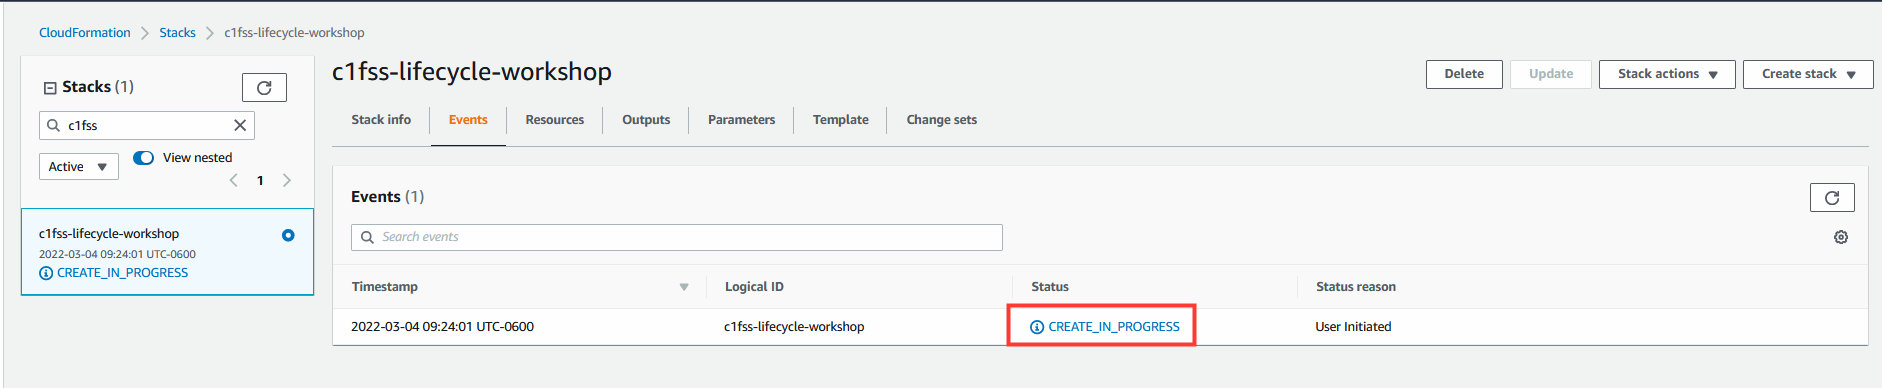 CloudFormation > Stacks > c1fss-lifecycle-workshop
Stacks (1)
c1fss
Active
View nested
1
c1fss-lifecycle-workshop
2022-03-04 09:24:01 UTC-0600
CREATE_IN_PROGRESS
c1fss-lifecycle-workshop
Delete
Update
Stack actions
Create stack
Stack info
Events
Resources
Outputs
Parameters
Template
Change sets
Events (1)
Search events
Timestamp
Logical ID
Status
Status reason
2022-03-04 09:24:01 UTC-0600
c1fss-lifecycle-workshop
CREATE_IN_PROGRESS
User Initiated